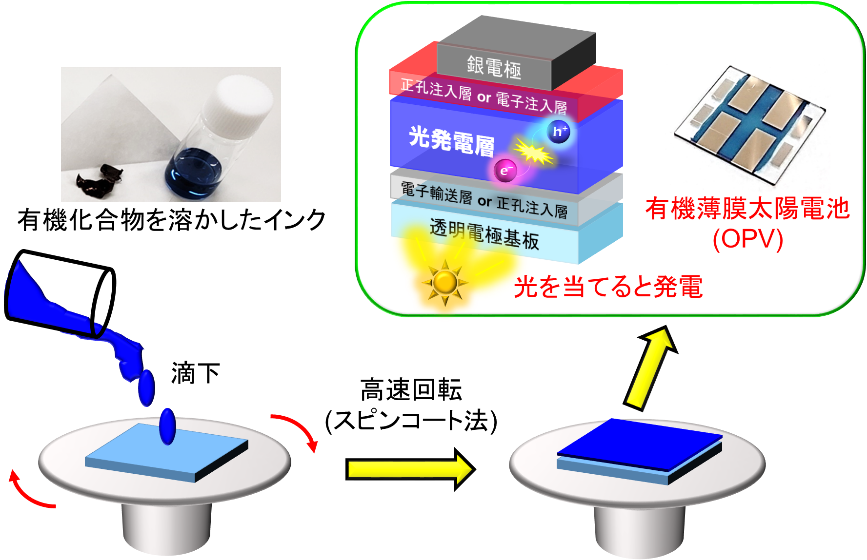 有機化合物を溶かしたインク
滴下
高速回転
(スピンコート法)
銀電極
正孔注入層 or 電子注入層
光発電層
h⁺
e⁻
電子輸送層 or 正孔注入層
透明電極基板
光を当てると発電
有機薄膜太陽電池
(OPV)